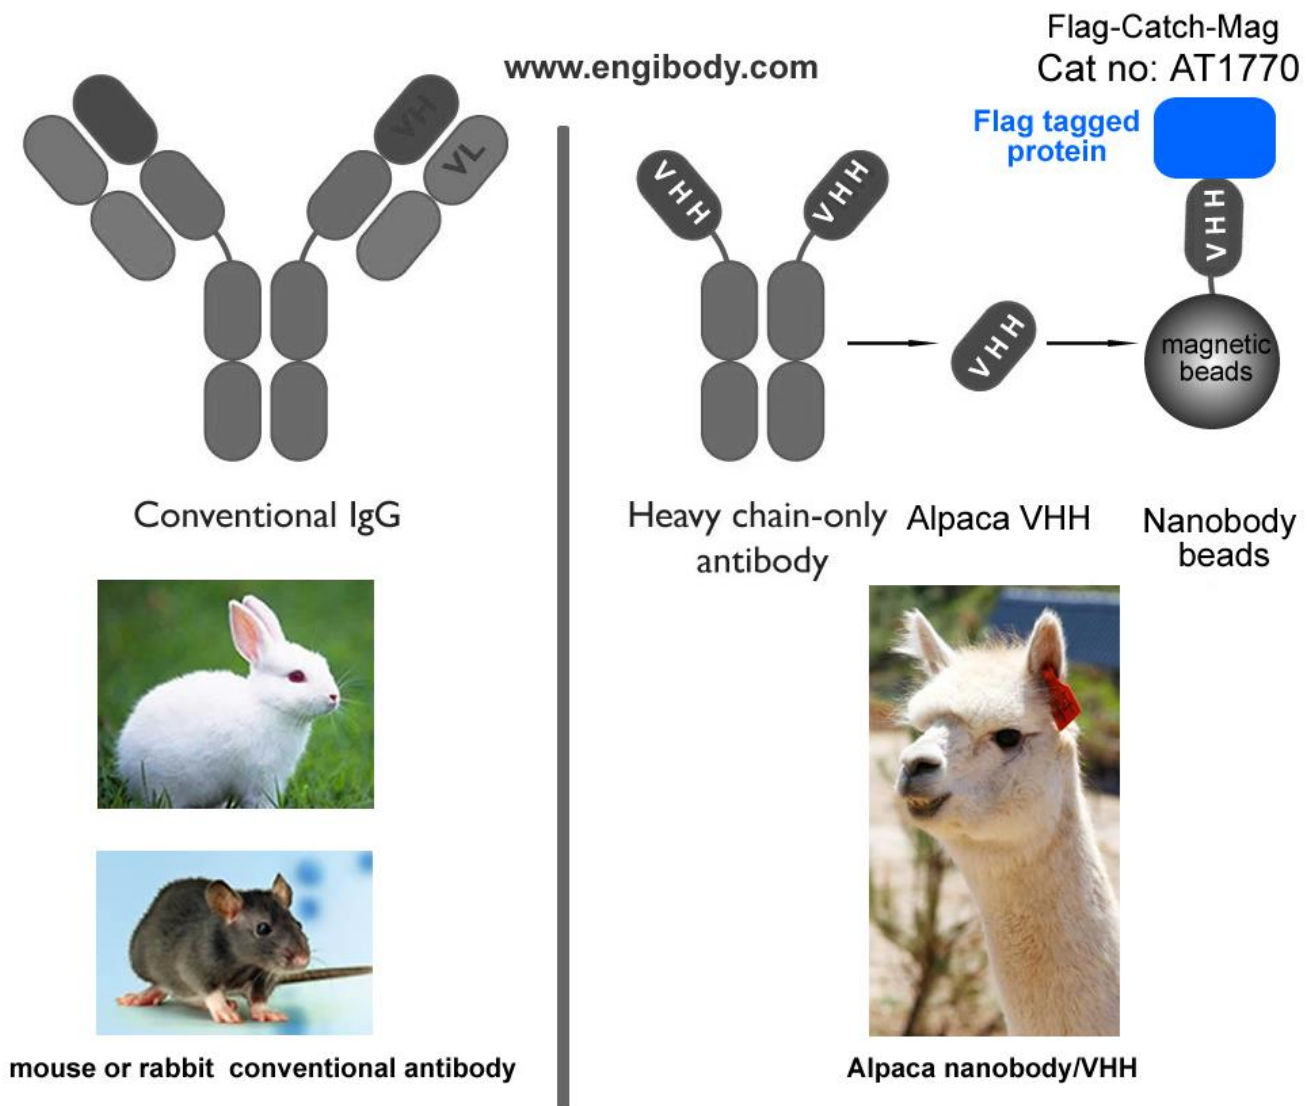 www.engibody.com
Flag-Catch-Mag
Cat no: AT1770
Flag tagged
protein
VH
VL
VHH
VHH
VHH
VHH
magnetic
beads
Conventional IgG
Heavy chain-only
antibody
Alpaca VHH
Nanobody
beads
mouse or rabbit conventional antibody
Alpaca nanobody/VHH